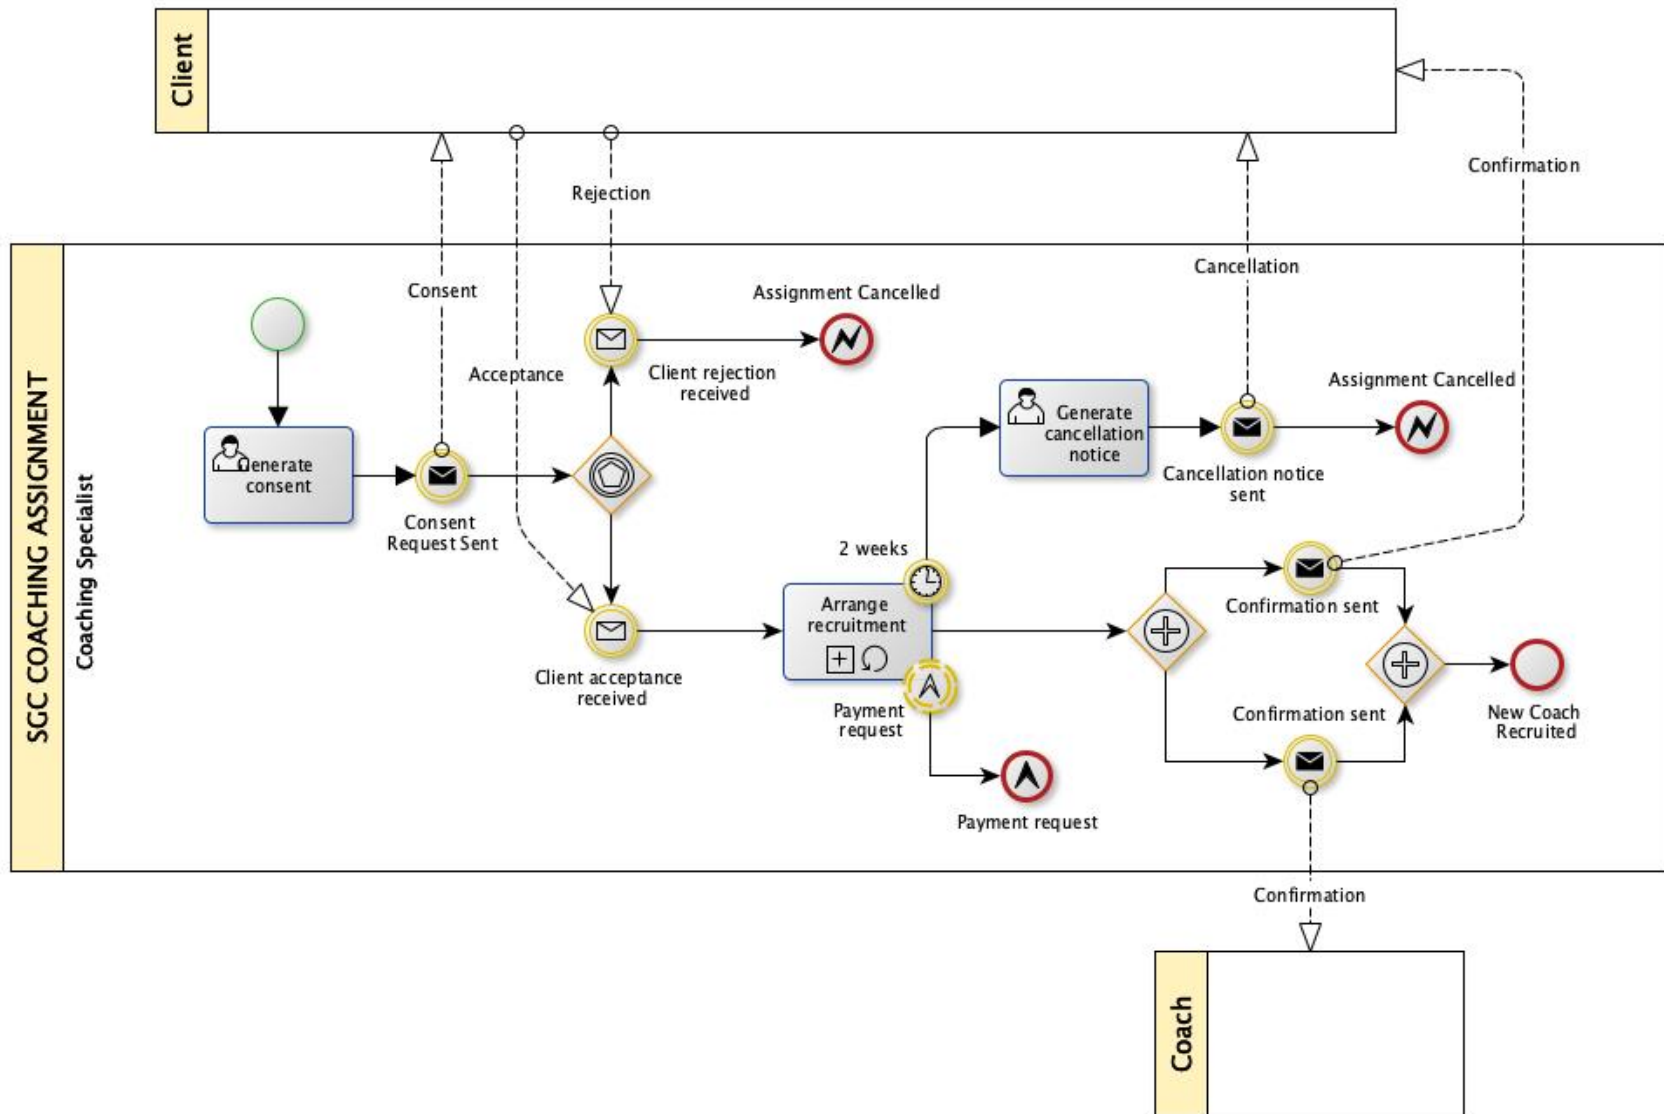 Client
Rejection
Confirmation
Cancellation
Consent
Assignment Cancelled
Acceptance
Client rejection
received
Assignment Cancelled
SGC COACHING ASSIGNMENT
Coaching Specialist
Generate
cancellation
notice
enerate
consent
Cancellation notice
sent
Consent
Request Sent
2 weeks
Arrange
recruitment
Confirmation sent
Client acceptance
received
Payment
request
Confirmation sent
New Coach
Recruited
Payment request
Confirmation
Coach